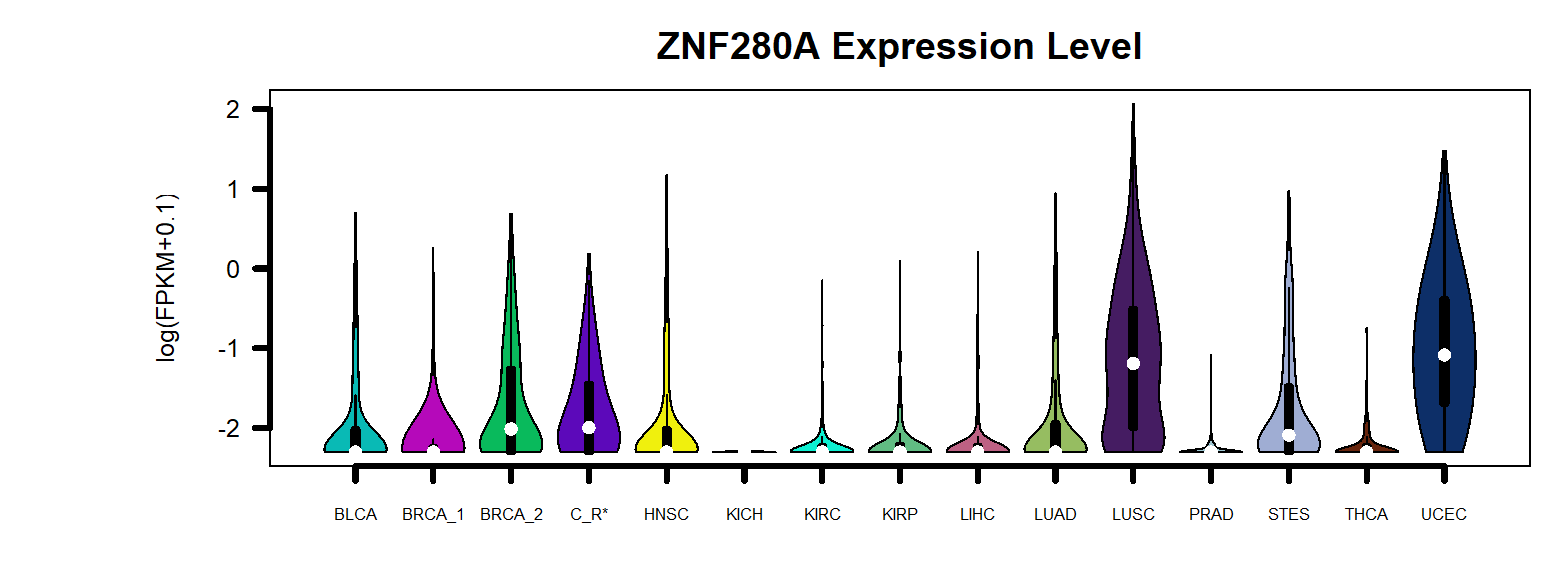 ZNF280A Expression Level
log(FPKM+0.1)
2
1
0
-1
-2
BLCA BRCA_1 BRCA_2 C_R* HNSC KICH KIRC KIRP LIHC LUAD LUSC PRAD STES THCA UCEC